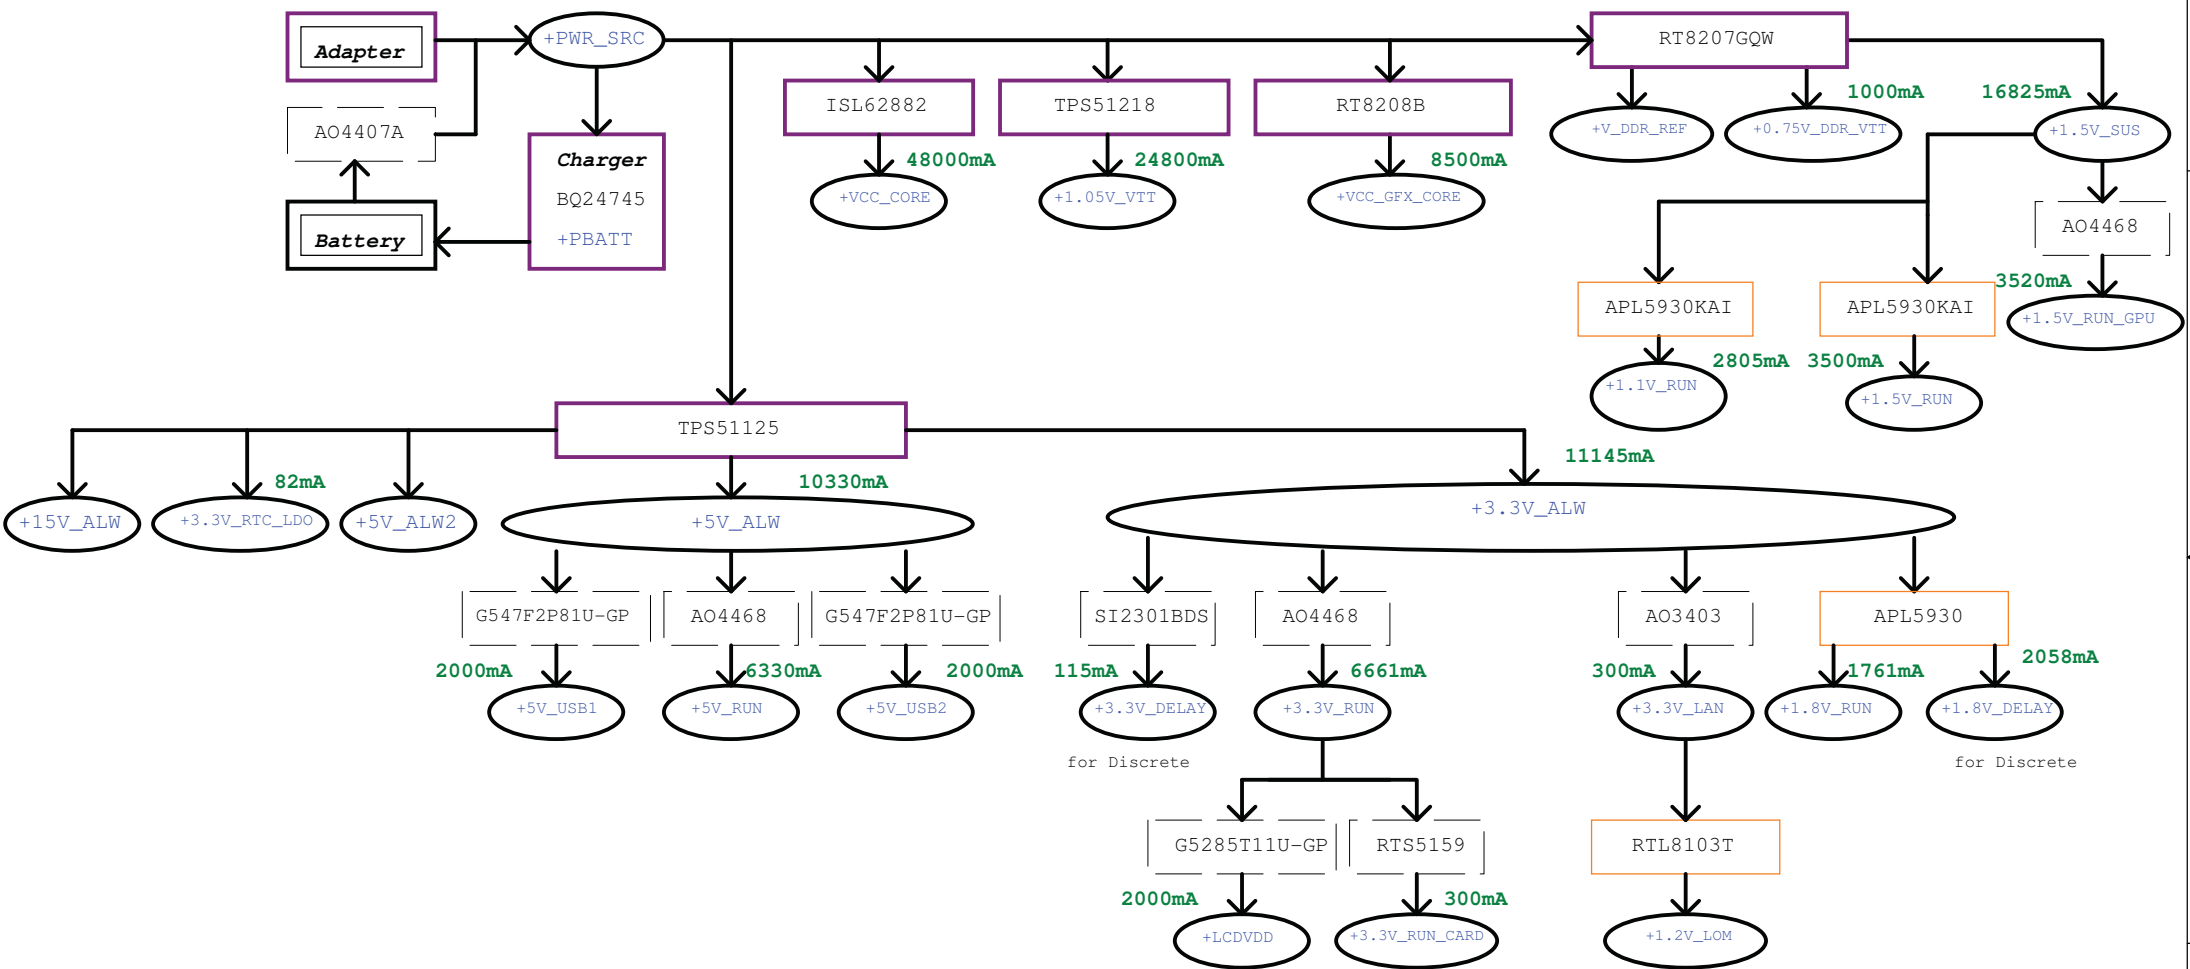 Adapter
+PWR_SRC
RT8207GQW
AO4407A
ISL62882
TPS51218
RT8208B
1000mA
16825mA
+V_DDR_REF
+0.75V_DDR_VTT
+1.5V_SUS
Charger
BQ24745
+PBATT
Battery
48000mA
24800mA
8500mA
+VCC_CORE
+1.05V_VTT
+VCC_GFX_CORE
AO4468
APL5930KAI
APL5930KAI
3520mA
+1.5V_RUN_GPU
2805mA
3500mA
+1.1V_RUN
+1.5V_RUN
TPS51125
11145mA
82mA
10330mA
+15V_ALW
+3.3V_RTC_LDO
+5V_ALW2
+5V_ALW
+3.3V_ALW
G547F2P81U-GP
AO4468
G547F2P81U-GP
SI2301BDS
AO4468
AO3403
APL5930
2000mA
6330mA
2000mA
115mA
6661mA
300mA
1761mA
2058mA
+5V_USB1
+5V_RUN
+5V_USB2
+3.3V_DELAY
+3.3V_RUN
+3.3V_LAN
+1.8V_RUN
+1.8V_DELAY
for Discrete
for Discrete
G5285T11U-GP
RTS5159
RTL8103T
2000mA
300mA
+LCDVDD
+3.3V_RUN_CARD
+1.2V_LOM